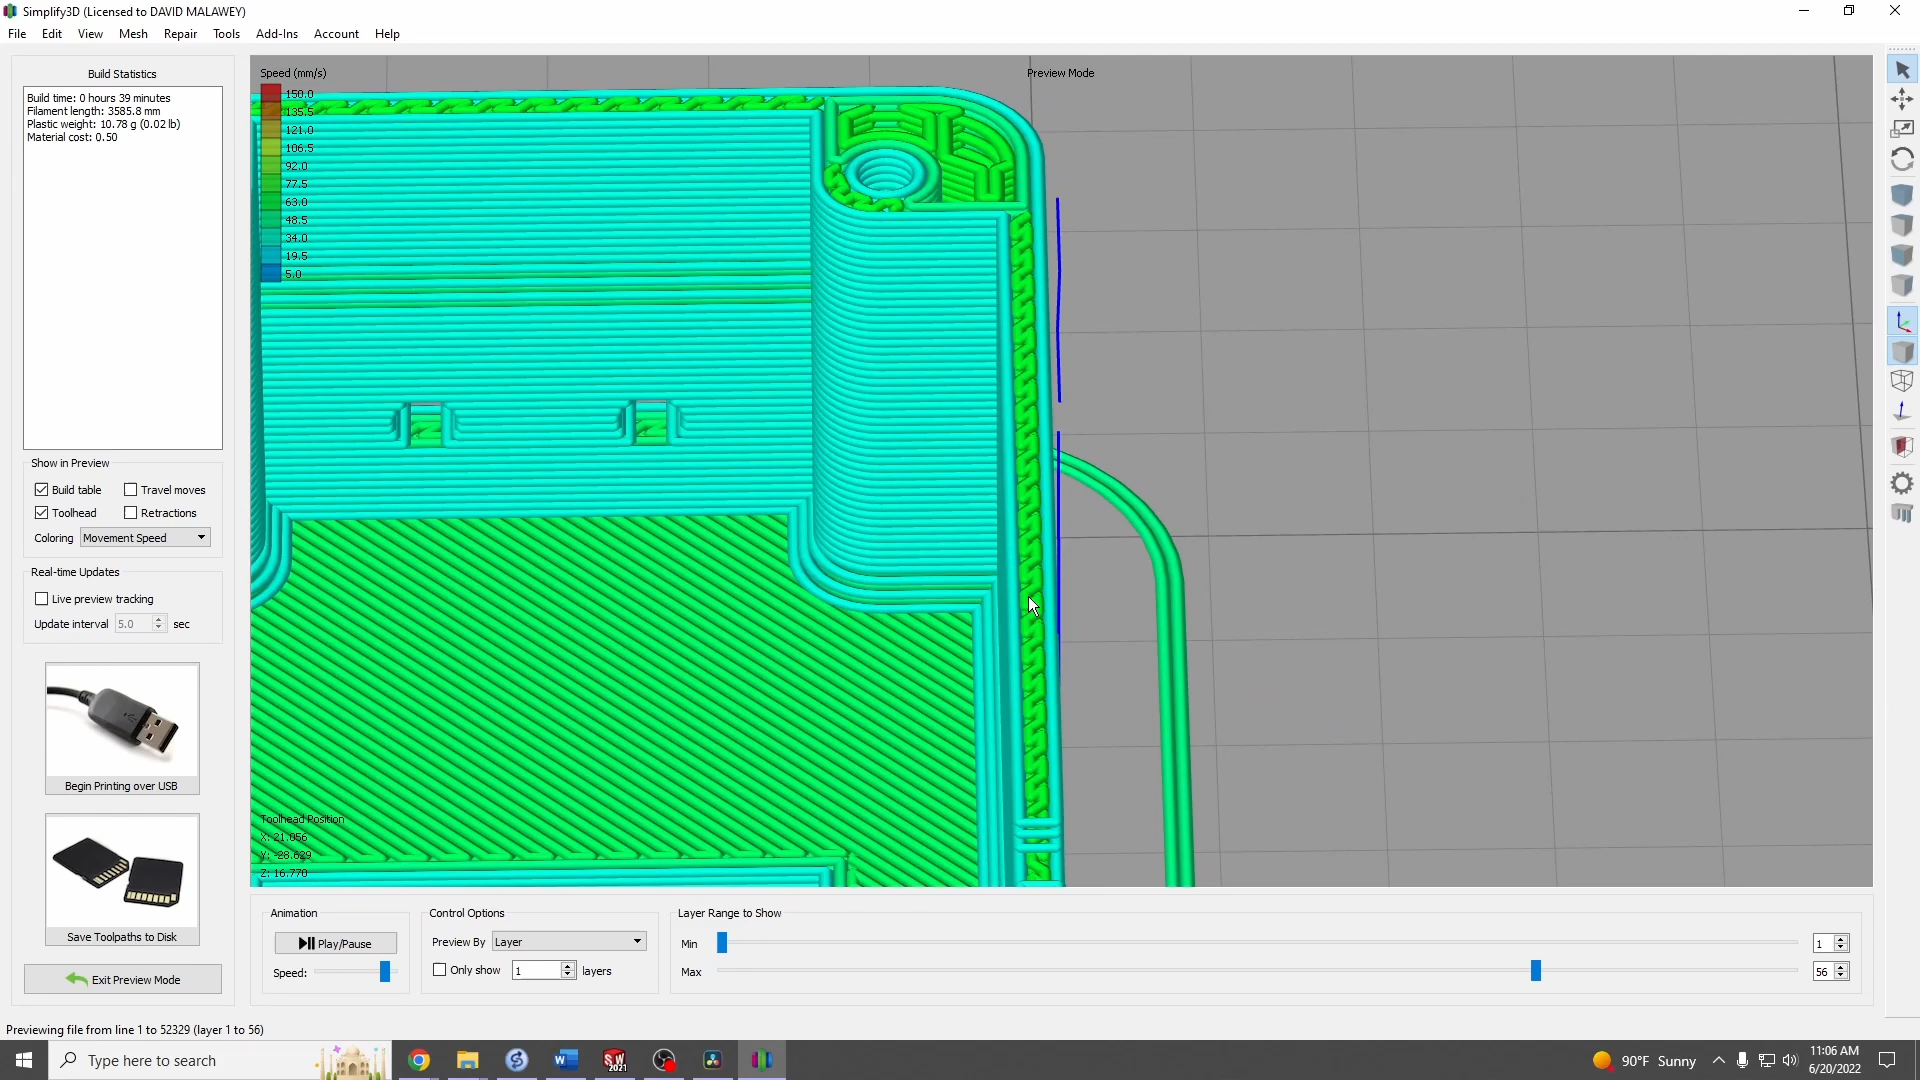 Simplify3D (Licensed to DAVID MALAWEY)
File Edit View Mesh Repair Tools Add-Ins Account Help
Build Statistics
Build time: 0 hours 39 minutes
Filament length: 3585.8 mm
Plastic weight: 10.78 g (0.02 lb)
Material cost: 0.50
Show in Preview
Build table Travel moves
Toolhead Retractions
Coloring Movement Speed
Real-time Updates
Live preview tracking
Update interval 5.0 sec
Begin Printing over USB
Save Toolpaths to Disk
Exit Preview Mode
Speed (mm/s)
Preview Mode
150.0
135.5
121.0
106.5
92.0
77.5
63.0
48.5
34.0
19.5
5.0
Toolhead Position
X: 21.056
Y: -28.629
Z: 16.770
Animation
Play/Pause
Speed:
Control Options
Preview By Layer
Only show 1 layers
Layer Range to Show
Min 1
Max 56
Previewing file from line 1 to 52329 (layer 1 to 56)
Type here to search
SW
2021
90°F Sunny
11:06 AM
6/20/2022